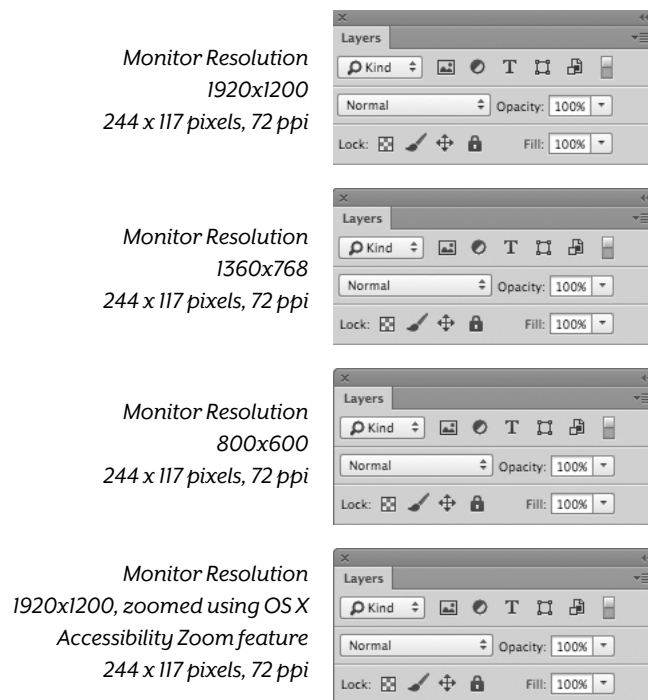 Monitor Resolution
1920x1200
244 x 117 pixels, 72 ppi
Layers
Kind T
Normal Opacity: 100%
Lock: Fill: 100%
Monitor Resolution
1360x768
244 x 117 pixels, 72 ppi
Layers
Kind T
Normal Opacity: 100%
Lock: Fill: 100%
Monitor Resolution
800x600
244 x 117 pixels, 72 ppi
Layers
Kind T
Normal Opacity: 100%
Lock: Fill: 100%
Monitor Resolution
1920x1200, zoomed using OS X
Accessibility Zoom feature
244 x 117 pixels, 72 ppi
Layers
Kind T
Normal Opacity: 100%
Lock: Fill: 100%